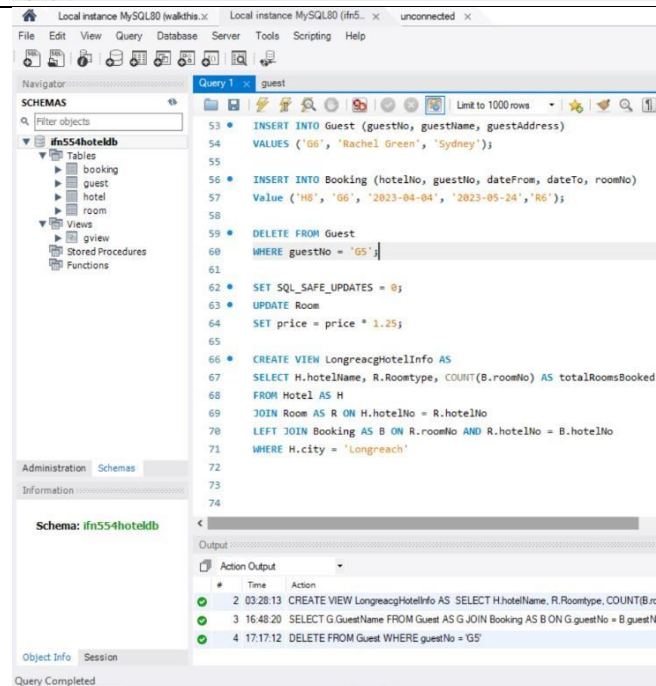 Local instance MySQL80 (walkthis.× Local instance MySQL80 (ifn5.. × unconnected ×
File Edit View Query Database Server Tools Scripting Help
Navigator
SCHEMAS
Filter objects
ifn554hoteldb
Tables
booking
guest
hotel
room
Views
gview
Stored Procedures
Functions
Administration Schemas
Information
Schema: ifn554hoteldb
Object Info Session
Query 1 × guest
Limit to 1000 rows
53 INSERT INTO Guest (guestNo, guestName, guestAddress)
54 VALUES ('G6', 'Rachel Green', 'Sydney');
55
56 INSERT INTO Booking (hotelNo, guestNo, dateFrom, dateTo, roomNo)
57 Value ('H8', 'G6', '2023-04-04', '2023-05-24','R6');
58
59 DELETE FROM Guest
60 WHERE guestNo = 'G5';
61
62 SET SQL_SAFE_UPDATES = 0;
63 UPDATE Room
64 SET price = price * 1.25;
65
66 CREATE VIEW LongreacgHotelInfo AS
67 SELECT H.hotelName, R.Roomtype, COUNT(B.roomNo) AS totalRoomsBooked
68 FROM Hotel AS H
69 JOIN Room AS R ON H.hotelNo = R.hotelNo
70 LEFT JOIN Booking AS B ON R.roomNo AND R.hotelNo = B.hotelNo
71 WHERE H.city = 'Longreach'
72
73
74
Output
Action Output
# Time Action
2 03:28:13 CREATE VIEW LongreacgHotelInfo AS SELECT H.hotelName, R.Roomtype, COUNT(B.ro
3 16:48:20 SELECT G.GuestName FROM Guest AS G JOIN Booking AS B ON G.guestNo = B.guestN
4 17:17:12 DELETE FROM Guest WHERE guestNo = 'G5'
Query Completed